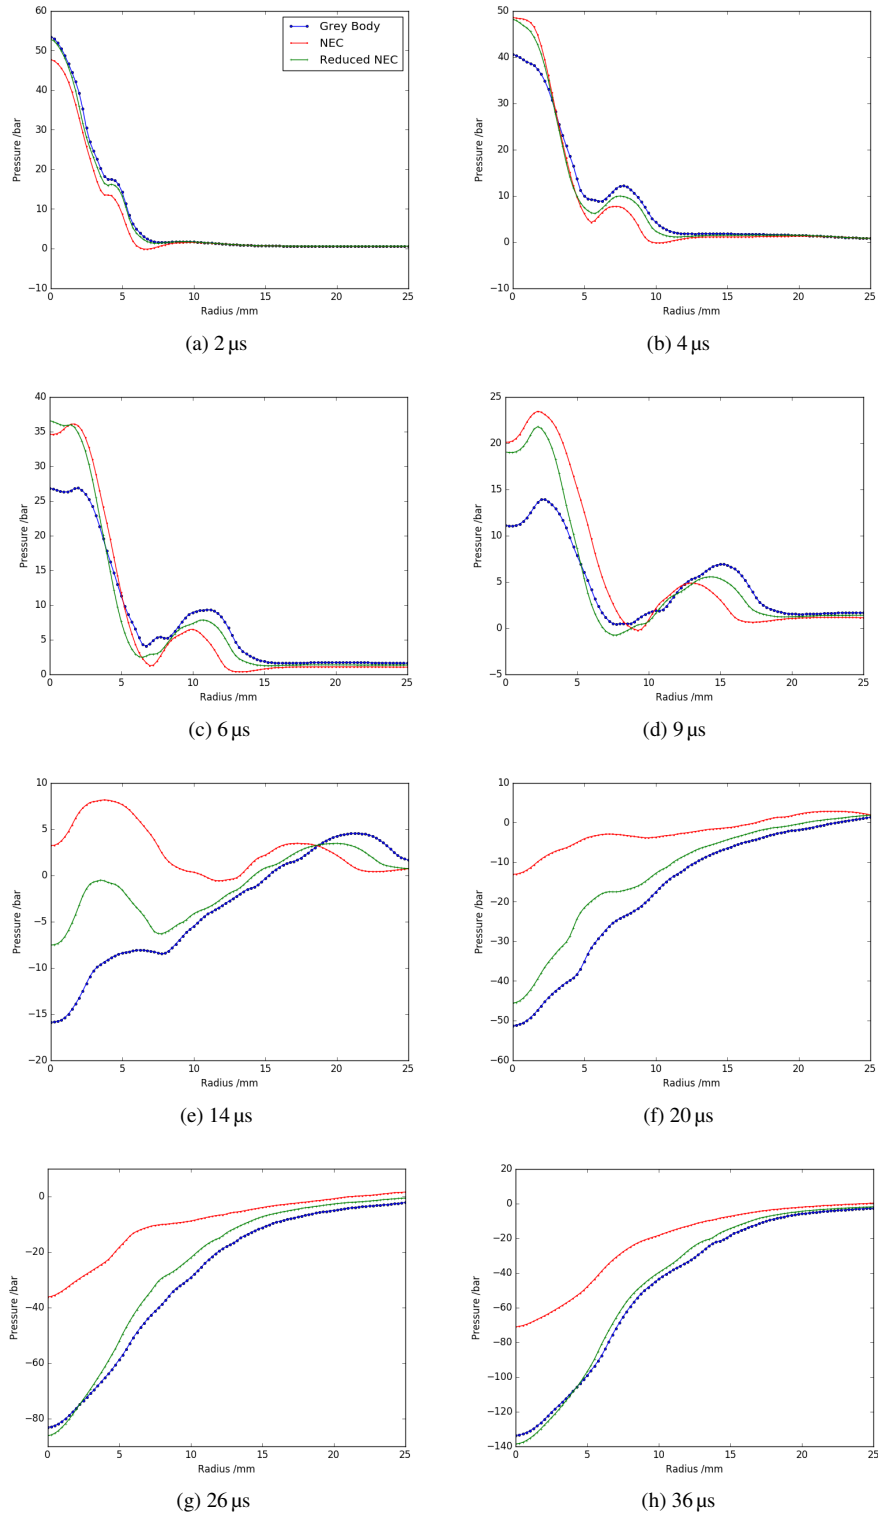 60
50
40
30
20
10
0
−10
Pressure /bar
0 5 10 15 20 25
Radius /mm
Grey Body
NEC
Reduced NEC
(a) 2 µs
50
40
30
20
10
0
−10
Pressure /bar
0 5 10 15 20 25
Radius /mm
(b) 4 µs
40
35
30
25
20
15
10
5
0
−5
Pressure /bar
0 5 10 15 20 25
Radius /mm
(c) 6 µs
25
20
15
10
5
0
−5
Pressure /bar
0 5 10 15 20 25
Radius /mm
(d) 9 µs
10
5
0
−5
−10
−15
−20
Pressure /bar
0 5 10 15 20 25
Radius /mm
(e) 14 µs
10
0
−10
−20
−30
−40
−50
−60
Pressure /bar
0 5 10 15 20 25
Radius /mm
(f) 20 µs
0
−20
−40
−60
−80
Pressure /bar
0 5 10 15 20 25
Radius /mm
(g) 26 µs
20
0
−20
−40
−60
−80
−100
−120
−140
Pressure /bar
0 5 10 15 20 25
Radius /mm
(h) 36 µs